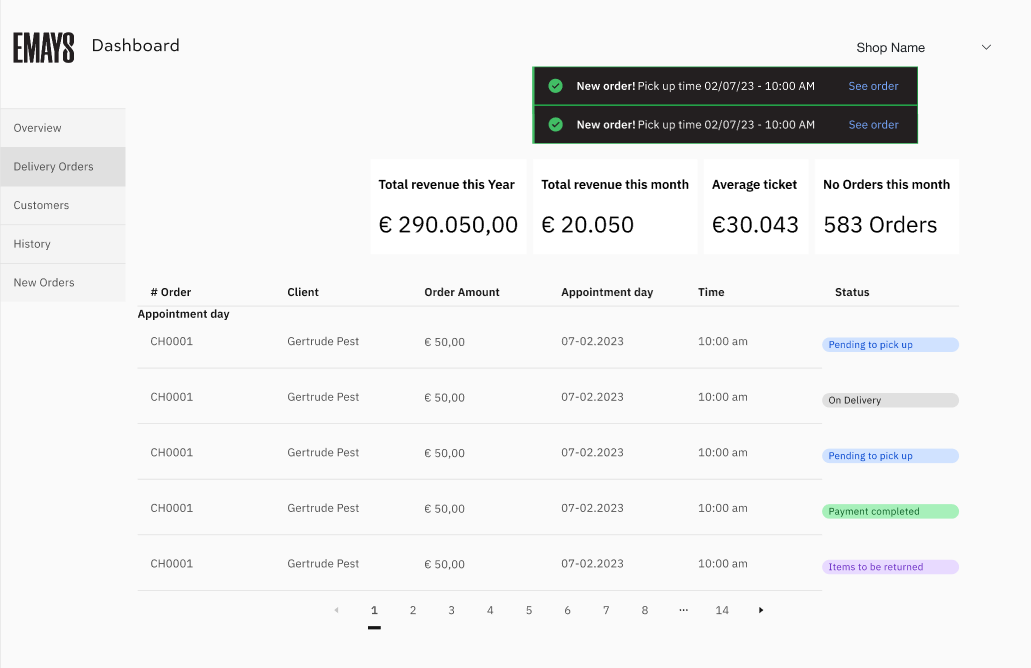 EMAYS Dashboard
Shop Name
New order! Pick up time 02/07/23 - 10:00 AM See order
New order! Pick up time 02/07/23 - 10:00 AM See order
Overview
Delivery Orders
Customers
History
New Orders
Total revenue this Year Total revenue this month Average ticket No Orders this month
€ 290.050,00 € 20.050 €30.043 583 Orders
# Order Client Order Amount Appointment day Time Status
Appointment day
CH0001 Gertrude Pest € 50,00 07-02.2023 10:00 am Pending to pick up
CH0001 Gertrude Pest € 50,00 07-02.2023 10:00 am On Delivery
CH0001 Gertrude Pest € 50,00 07-02.2023 10:00 am Pending to pick up
CH0001 Gertrude Pest € 50,00 07-02.2023 10:00 am Payment completed
CH0001 Gertrude Pest € 50,00 07-02.2023 10:00 am Items to be returned
1 2 3 4 5 6 7 8 ... 14